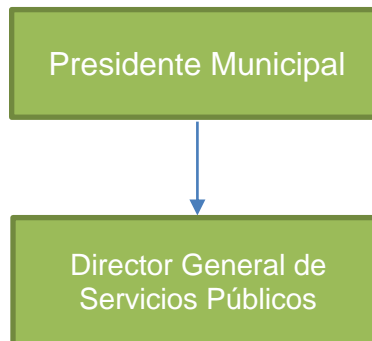 Presidente Municipal
Director General de
Servicios Públicos